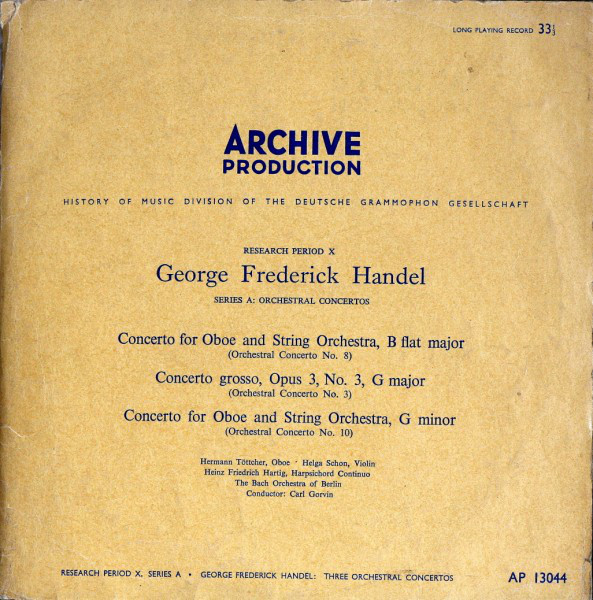 LONG PLAYING RECORD 33⅓
ARCHIVE
PRODUCTION
HISTORY OF MUSIC DIVISION OF THE DEUTSCHE GRAMMOPHON GESELLSCHAFT
RESEARCH PERIOD X
George Frederick Handel
SERIES A: ORCHESTRAL CONCERTOS
Concerto for Oboe and String Orchestra, B flat major
(Orchestral Concerto No. 8)
Concerto grosso, Opus 3, No. 3, G major
(Orchestral Concerto No. 3)
Concerto for Oboe and String Orchestra, G minor
(Orchestral Concerto No. 10)
Hermann Töttcher, Oboe · Helga Schon, Violin
Heinz Friedrich Hartig, Harpsichord Continuo
The Bach Orchestra of Berlin
Conductor: Carl Gorvin
RESEARCH PERIOD X, SERIES A • GEORGE FREDERICK HANDEL: THREE ORCHESTRAL CONCERTOS AP 13044